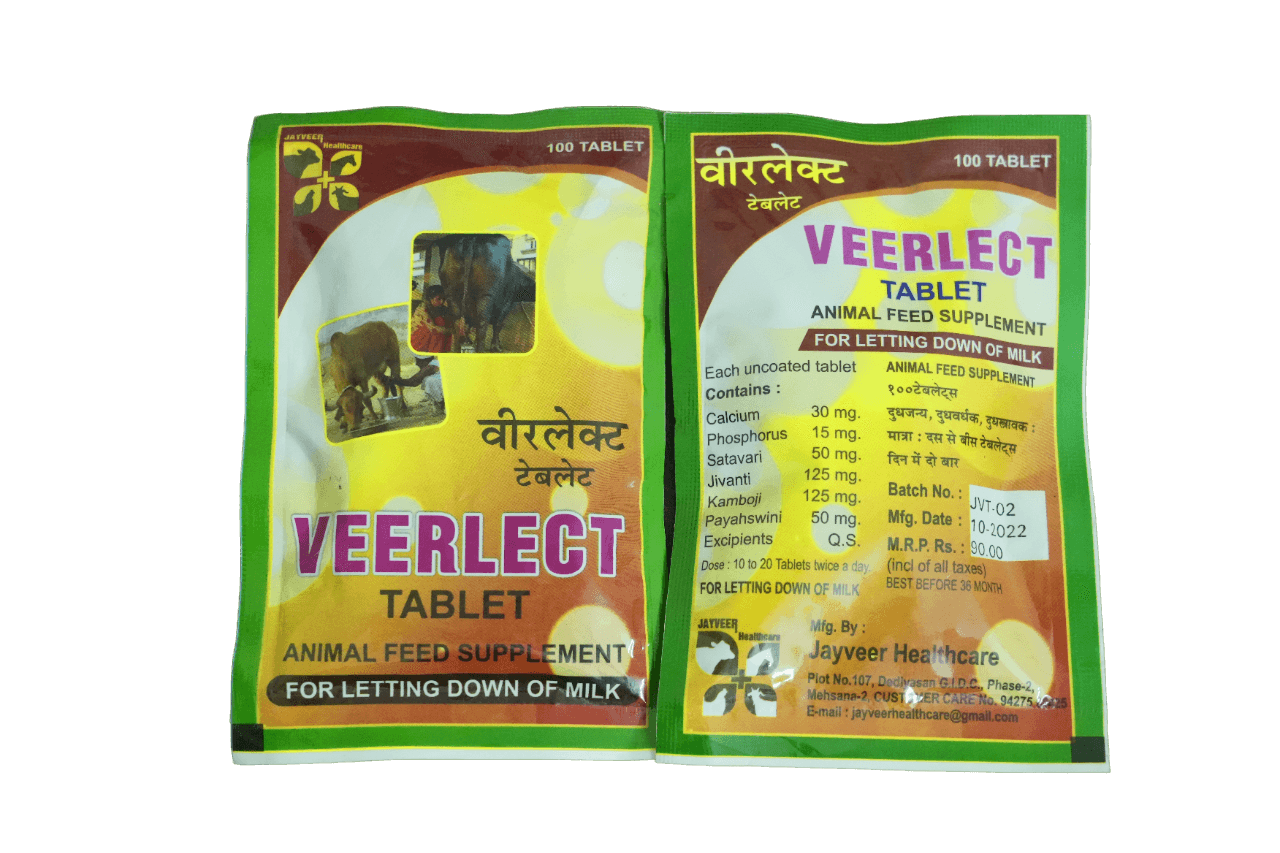 JAYVEER
Healthcare
100 TABLET
वीरलेक्ट
टेबलेट
VEERLECT
TABLET
ANIMAL FEED SUPPLEMENT
FOR LETTING DOWN OF MILK
वीरलेक्ट
टेबलेट
100 TABLET
VEERLECT
TABLET
ANIMAL FEED SUPPLEMENT
FOR LETTING DOWN OF MILK
Each uncoated tablet
Contains :
Calcium 30 mg.
Phosphorus 15 mg.
Satavari 50 mg.
Jivanti 125 mg.
Kamboji 125 mg.
Payahswini 50 mg.
Excipients Q.S.
Dose : 10 to 20 Tablets twice a day.
FOR LETTING DOWN OF MILK
ANIMAL FEED SUPPLEMENT
१००टेबलेट्स
दुधजन्य, दुधवर्धक, दुधस्त्रावक :
मात्रा : दस से बीस टेबलेट्स
दिन में दो बार
Batch No. : JVT-02
Mfg. Date : 10-2022
M.R.P. Rs. : 90.00
(incl of all taxes)
BEST BEFORE 36 MONTH
JAYVEER
Healthcare
Mfg. By :
Jayveer Healthcare
Plot No.107, Dediyasan G.I.D.C., Phase-2,
Mehsana-2, CUSTOMER CARE No. 94275
E-mail : jayveerhealthcare@gmail.com